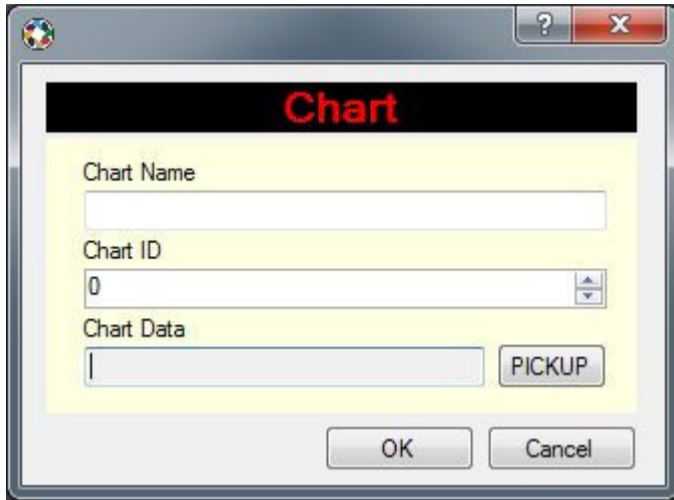 ?
X
Chart
Chart Name
Chart ID
0
Chart Data
PICKUP
OK
Cancel